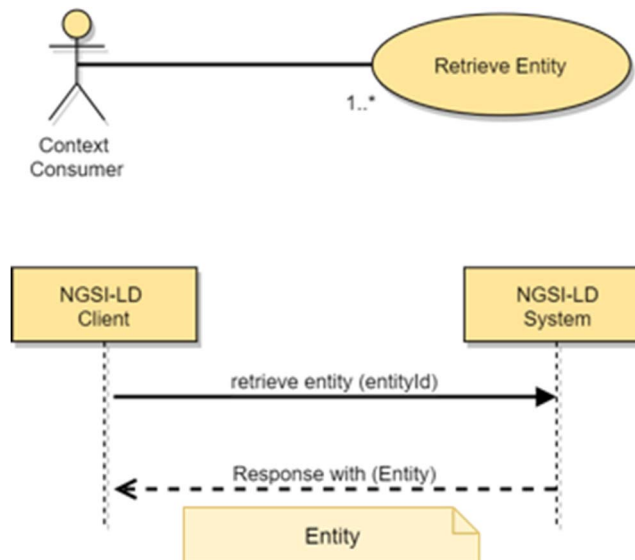 Retrieve Entity
1..*
Context
Consumer
NGSI-LD
Client
NGSI-LD
System
retrieve entity (entityId)
Response with (Entity)
Entity